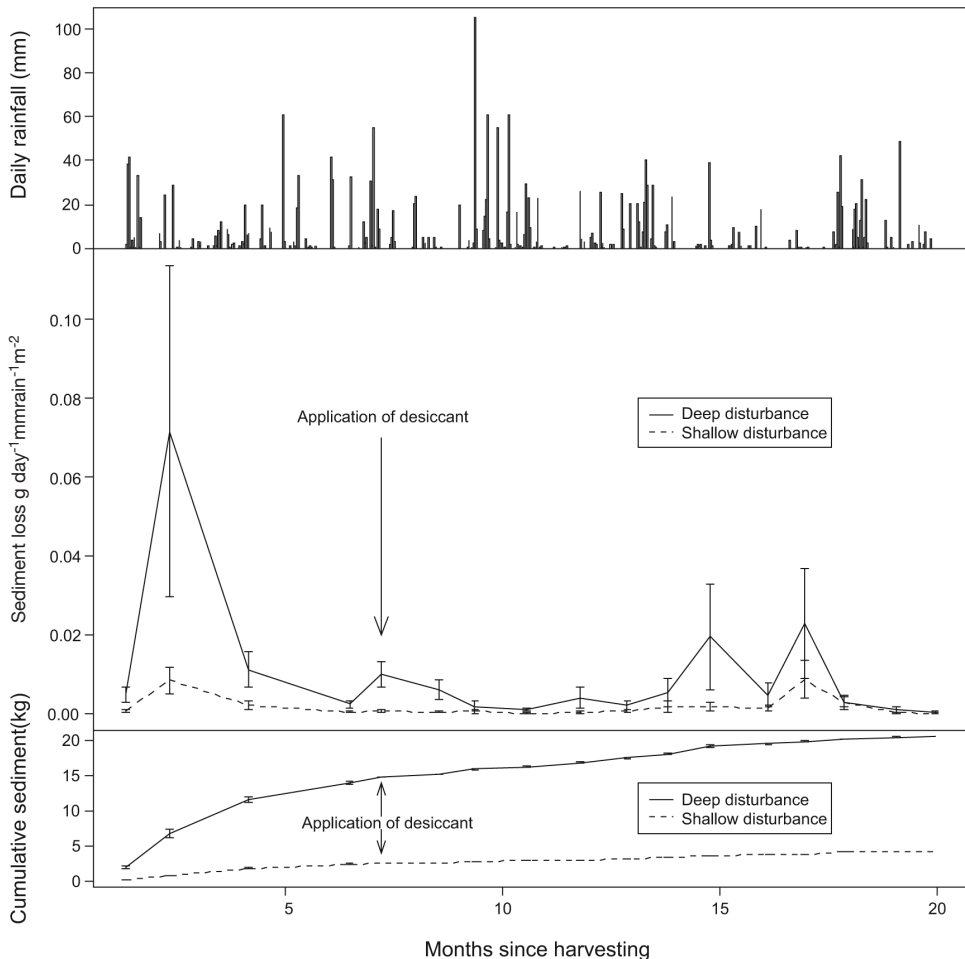 Daily rainfall (mm)
100
80
60
40
20
0
Sediment loss g day-1mmrain-1m-2
0.10
0.08
0.06
0.04
0.02
0.00
Application of desiccant
Deep disturbance
Shallow disturbance
Cumulative sediment(kg)
20
15
10
5
0
Application of desiccant
Deep disturbance
Shallow disturbance
5
10
15
20
Months since harvesting